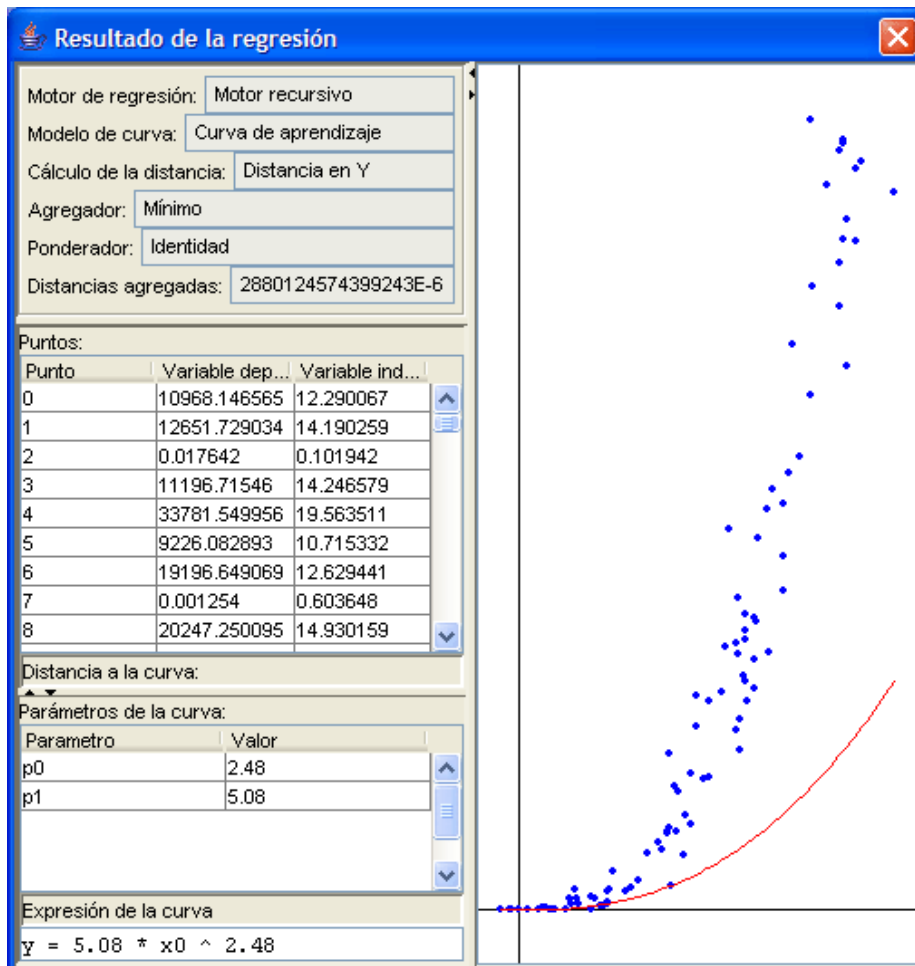 Resultado de la regresión
Motor de regresión: Motor recursivo
Modelo de curva: Curva de aprendizaje
Cálculo de la distancia: Distancia en Y
Agregador: Mínimo
Ponderador: Identidad
Distancias agregadas: 2880124574399243E-6
Puntos:
Punto Variable dep... Variable ind...
0 10968.146565 12.290067
1 12651.729034 14.190259
2 0.017642 0.101942
3 11196.71546 14.246579
4 33781.549956 19.563511
5 9226.082893 10.715332
6 19196.649069 12.629441
7 0.001254 0.603648
8 20247.250095 14.930159
Distancia a la curva:
Parámetros de la curva:
Parametro Valor
p0 2.48
p1 5.08
Expresión de la curva
y = 5.08 * x0 ^ 2.48